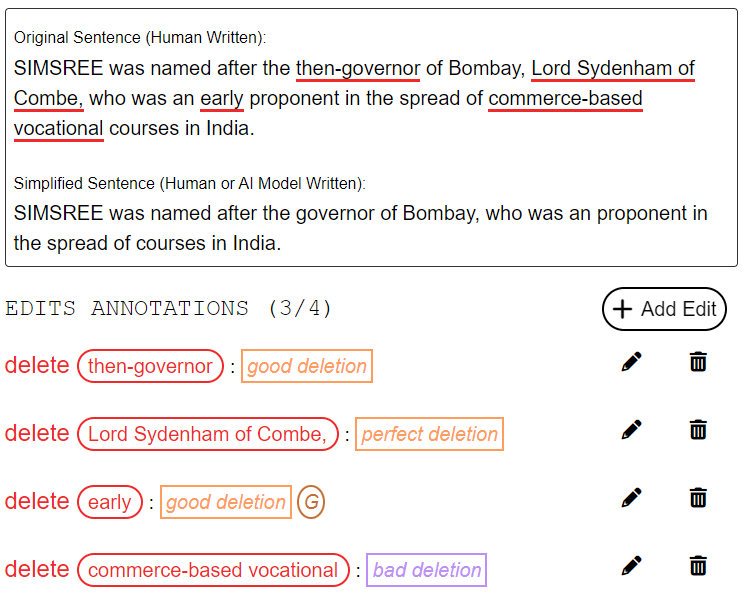 Original Sentence (Human Written):
SIMSREE was named after the then-governor of Bombay, Lord Sydenham of
Combe, who was an early proponent in the spread of commerce-based
vocational courses in India.
Simplified Sentence (Human or AI Model Written):
SIMSREE was named after the governor of Bombay, who was an proponent in
the spread of courses in India.
EDITS ANNOTATIONS (3/4)
+ Add Edit
delete then-governor : good deletion
delete Lord Sydenham of Combe, : perfect deletion
delete early : good deletion G
delete commerce-based vocational : bad deletion